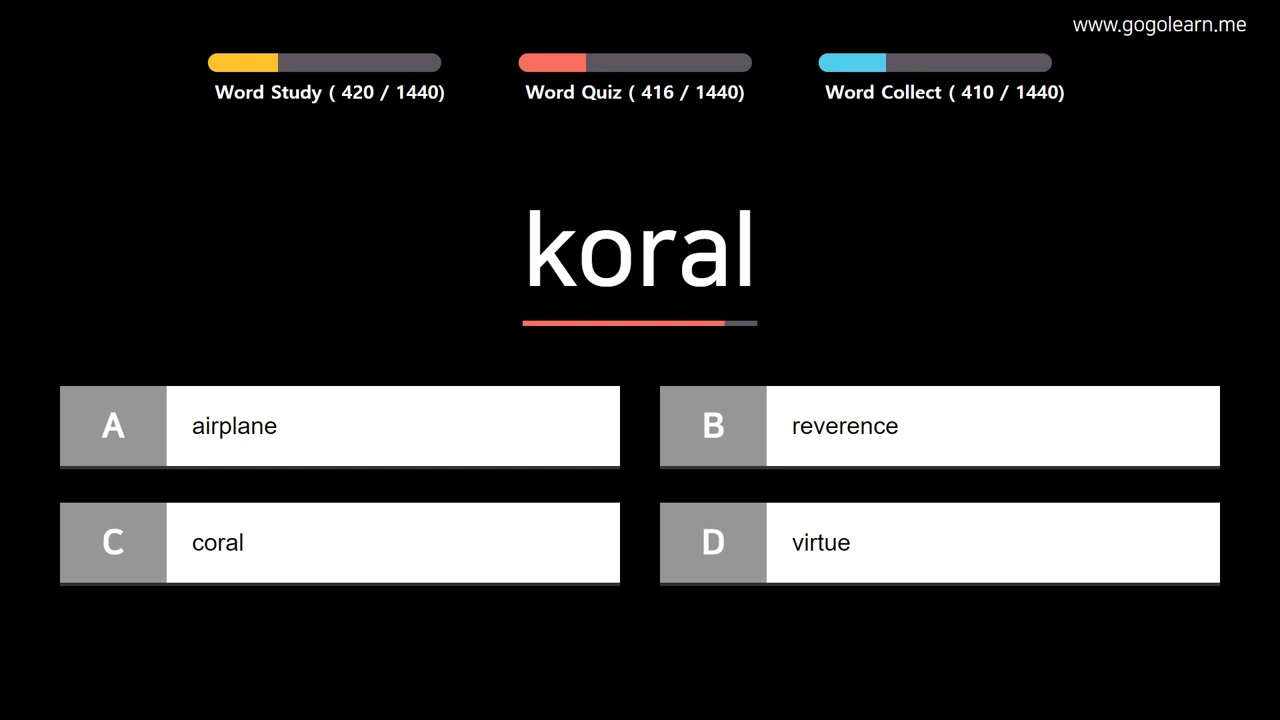 www.gogolearn.me
Word Study ( 420 / 1440)
Word Quiz ( 416 / 1440)
Word Collect ( 410 / 1440)
koral
A airplane
B reverence
C coral
D virtue